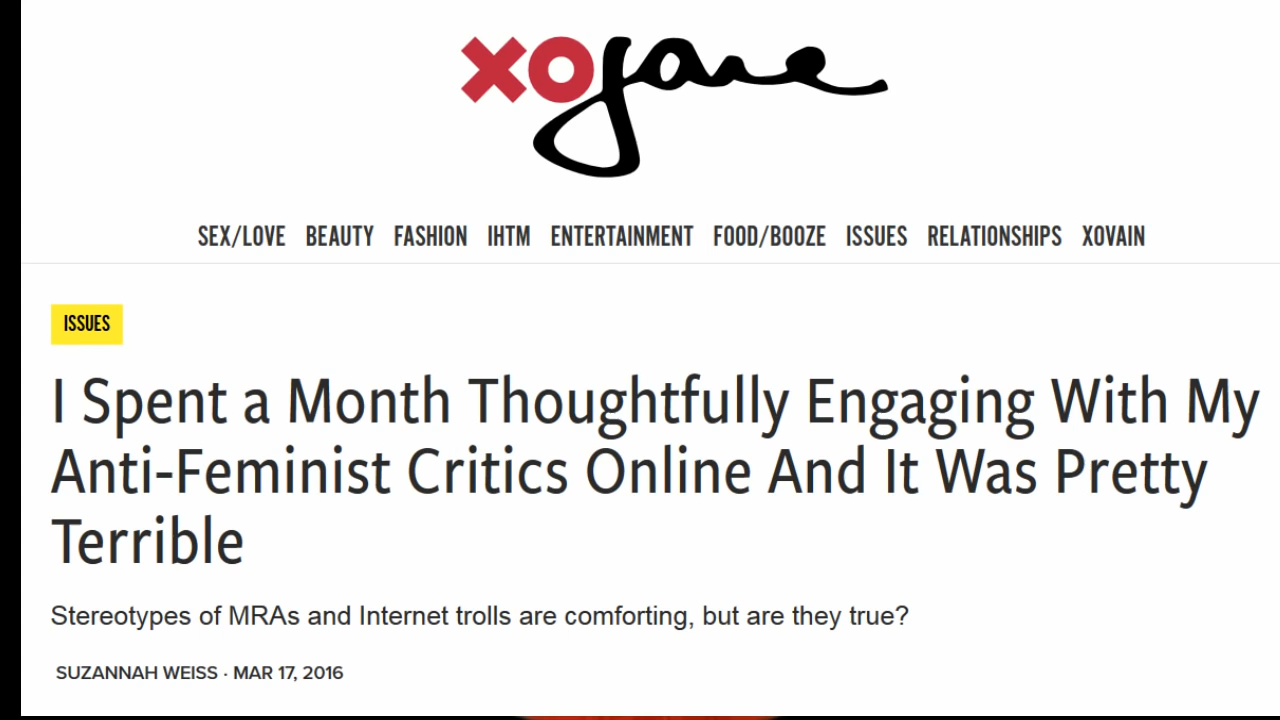 xojane
SEX/LOVE BEAUTY FASHION IHTM ENTERTAINMENT FOOD/BOOZE ISSUES RELATIONSHIPS XOVAIN
ISSUES
I Spent a Month Thoughtfully Engaging With My
Anti-Feminist Critics Online And It Was Pretty
Terrible
Stereotypes of MRAs and Internet trolls are comforting, but are they true?
SUZANNAH WEISS · MAR 17, 2016